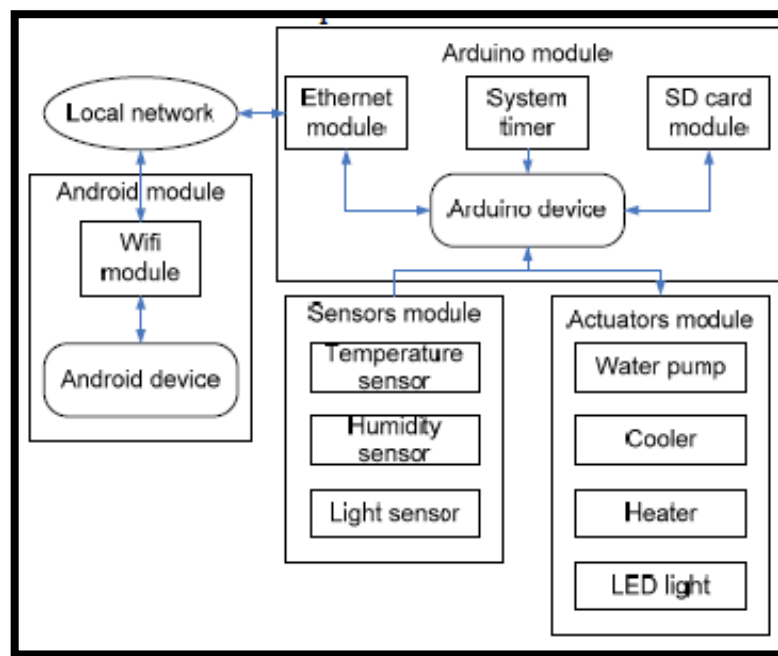 Arduino module
Ethernet
module
System
timer
SD card
module
Local network
Arduino device
Android module
Wifi
module
Android device
Sensors module
Temperature
sensor
Humidity
sensor
Light sensor
Actuators module
Water pump
Cooler
Heater
LED light